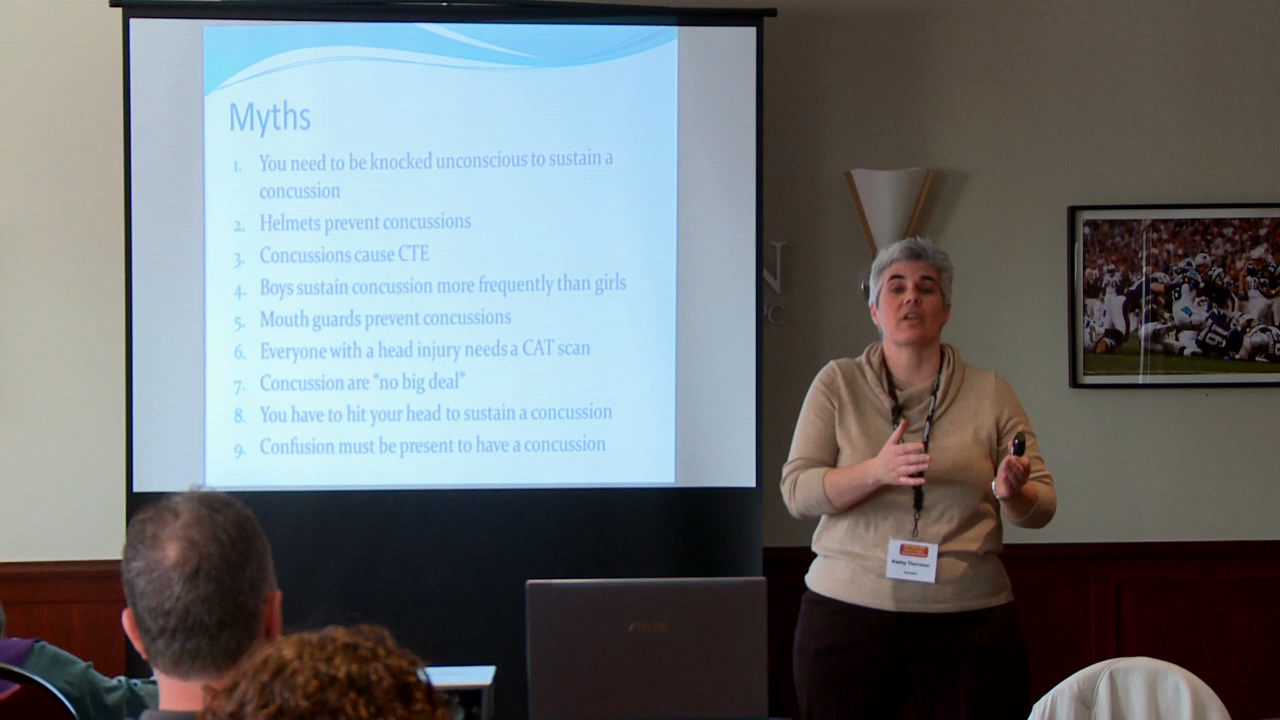 Myths
1. You need to be knocked unconscious to sustain a
concussion
2. Helmets prevent concussions
3. Concussions cause CTE
4. Boys sustain concussion more frequently than girls
5. Mouth guards prevent concussions
6. Everyone with a head injury needs a CAT scan
7. Concussion are "no big deal"
8. You have to hit your head to sustain a concussion
9. Confusion must be present to have a concussion
N
PC
Thornton
91